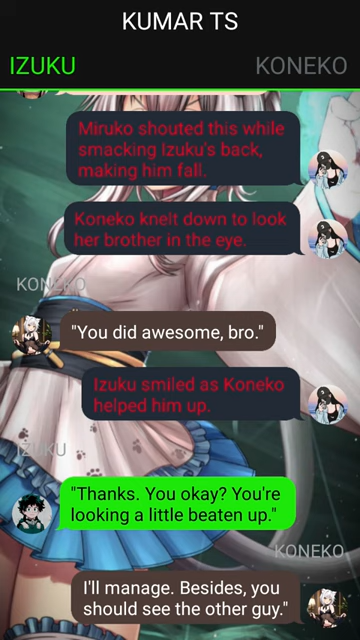 KUMAR TS
IZUKU
KONEKO
Miruko shouted this while
smacking Izuku's back,
making him fall.
Koneko knelt down to look
her brother in the eye.
KONEKO
"You did awesome, bro."
Izuku smiled as Koneko
helped him up.
IZUKU
"Thanks. You okay? You're
looking a little beaten up."
KONEKO
I'll manage. Besides, you
should see the other guy."